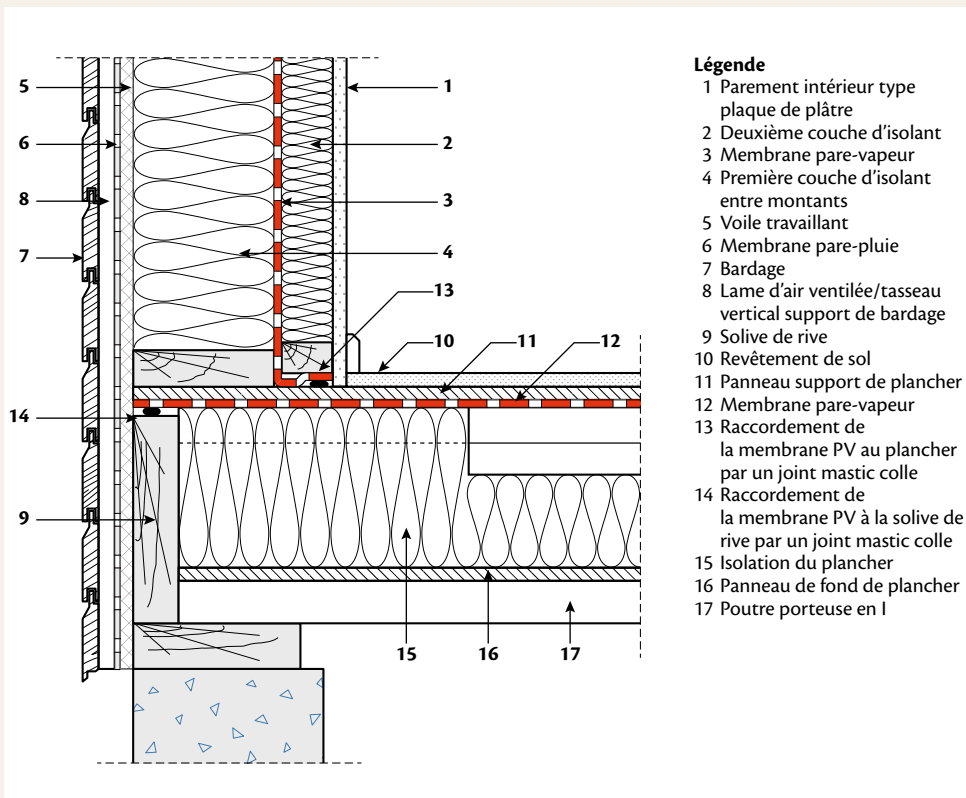 5
6
8
7
1
2
3
4
13
10
11
12
14
9
15
16
17
Légende
1 Parement intérieur type
plaque de plâtre
2 Deuxième couche d'isolant
3 Membrane pare-vapeur
4 Première couche d'isolant
entre montants
5 Voile travaillant
6 Membrane pare-pluie
7 Bardage
8 Lame d'air ventilée/tasseau
vertical support de bardage
9 Solive de rive
10 Revêtement de sol
11 Panneau support de plancher
12 Membrane pare-vapeur
13 Raccordement de
la membrane PV au plancher
par un joint mastic colle
14 Raccordement de
la membrane PV à la solive de
rive par un joint mastic colle
15 Isolation du plancher
16 Panneau de fond de plancher
17 Poutre porteuse en I